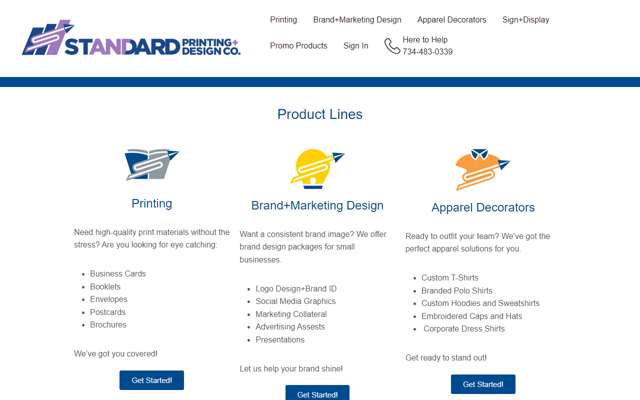 Printing
Brand+Marketing Design
Apparel Decorators
Sign+Display
STANDARD PRINTING+
DESIGN CO.
Promo Products
Sign In
Here to Help
734-483-0339
Product Lines
Printing
Need high-quality print materials without the
stress? Are you looking for eye catching:
Business Cards
Booklets
Envelopes
Postcards
Brochures
We've got you covered!
Get Started!
Brand+Marketing Design
Want a consistent brand image? We offer
brand design packages for small
businesses.
Logo Design+Brand ID
Social Media Graphics
Marketing Collateral
Advertising Assests
Presentations
Let us help your brand shine!
Get Started!
Apparel Decorators
Ready to outfit your team? We've got the
perfect apparel solutions for you.
Custom T-Shirts
Branded Polo Shirts
Custom Hoodies and Sweatshirts
Embroidered Caps and Hats
Corporate Dress Shirts
Get ready to stand out!
Get Started!